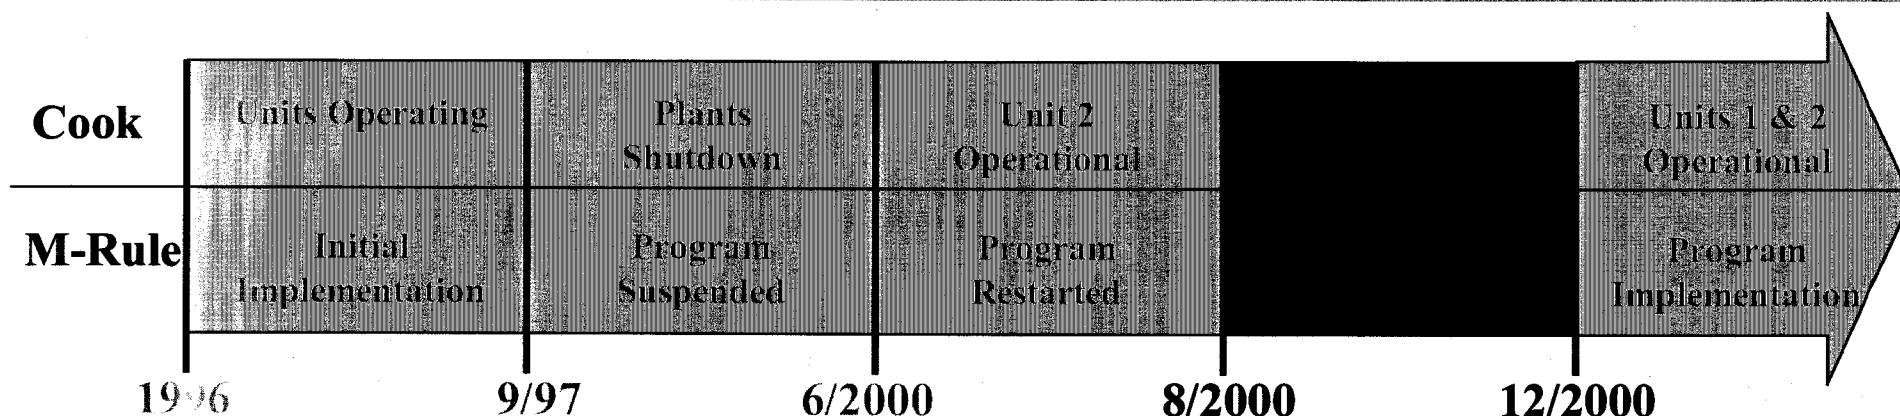 Cook
Units Operating
Plants
Shutdown
Unit 2
Operational
Units 1 & 2
Operational
M-Rule
Initial
Implementation
Program
Suspended
Program
Restarted
Program
Implementation
1996
9/97
6/2000
8/2000
12/2000